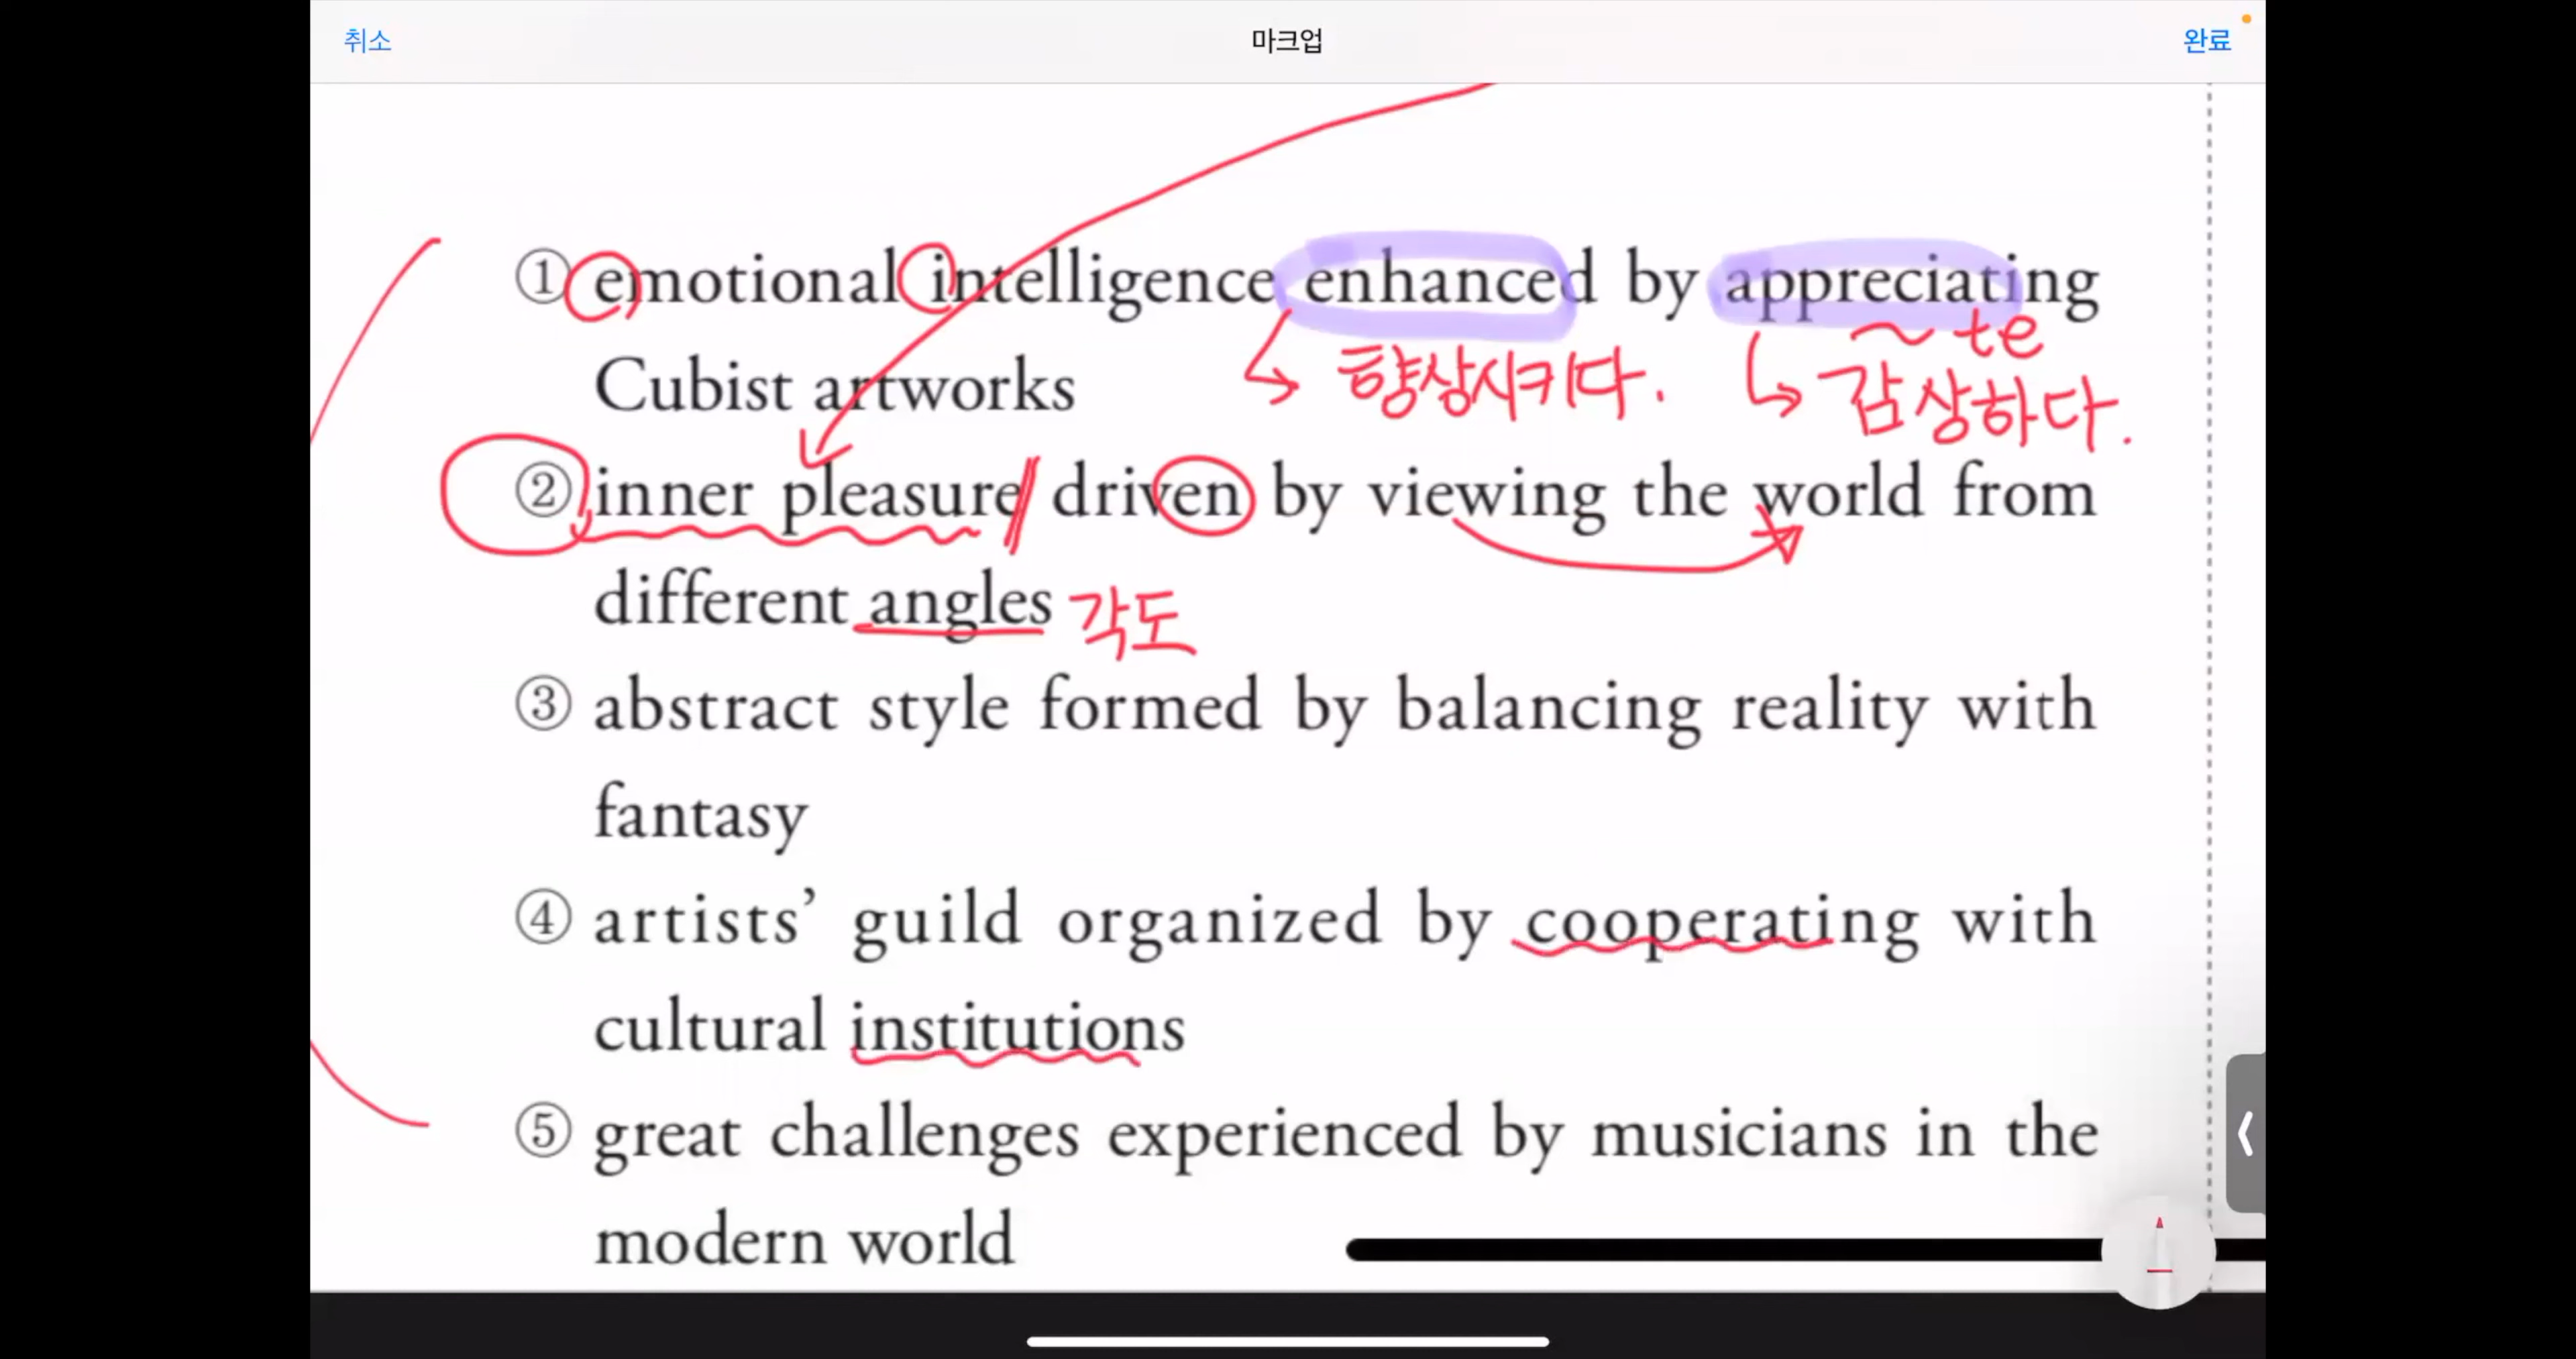 취소
마크업
완료
① emotional intelligence enhanced by appreciating
~te
Cubist artworks
향상시키다.
감상하다.
② inner pleasure driven by viewing the world from
different angles 각도
③ abstract style formed by balancing reality with
fantasy
④ artists’ guild organized by cooperating with
cultural institutions
⑤ great challenges experienced by musicians in the
modern world